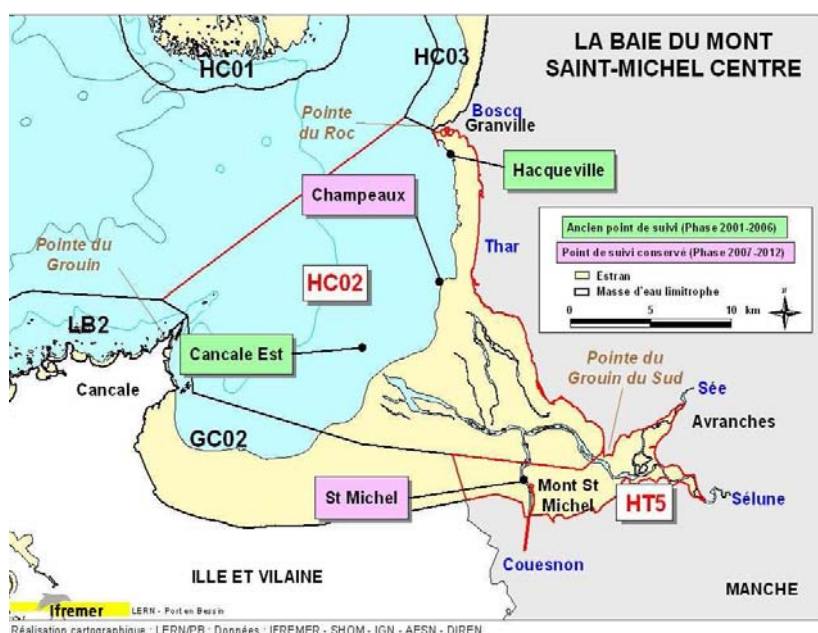 LA BAIE DU MONT
SAINT-MICHEL CENTRE
HC01
HC03
Pointe
du Roc
Boscq
Granville
Hacqueville
Champeaux
Thar
Ancien point de suivi (Phase 2001-2006)
Point de suivi conservé (Phase 2007-2012)
Estran
Masse d'eau limitrophe
0 5 10 km
N
Pointe du
Grouin
HC02
LB2
Cancale Est
Cancale
GC02
Pointe du
Grouin du Sud
Sée
Avranches
St Michel
Mont St
Michel
HT5
Sélune
Couesnon
ILLE ET VILAINE
MANCHE
Ifremer LERN - Port en Bessin
Réalisation cartographique : LERN/PB ; Données : IFREMER - SHOM - IGN - AESN - DIREN